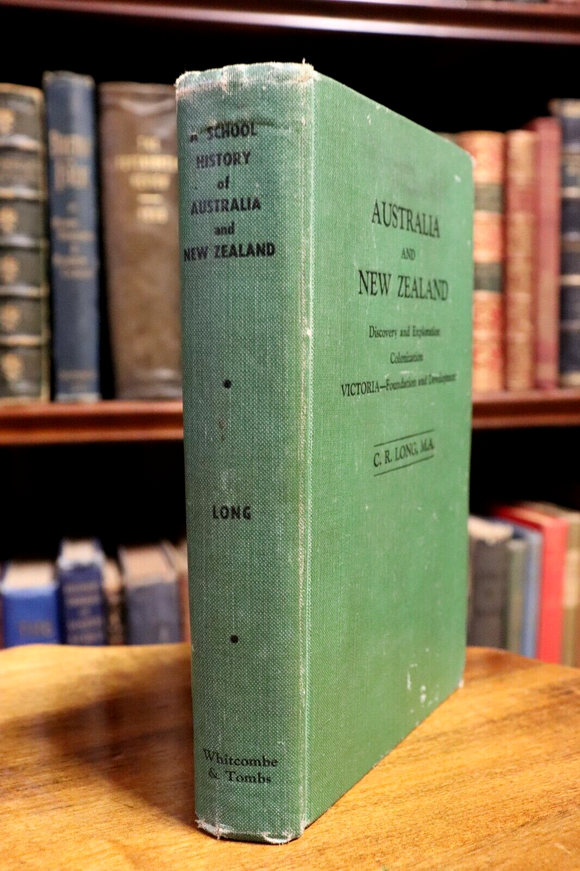 A SCHOOL
HISTORY
of
AUSTRALIA
and
NEW ZEALAND
LONG
Whitcombe
& Tombs
AUSTRALIA
AND
NEW ZEALAND
Discovery and Exploration
Colonization
VICTORIA—Foundation and Development
C. R. LONG, M.A.